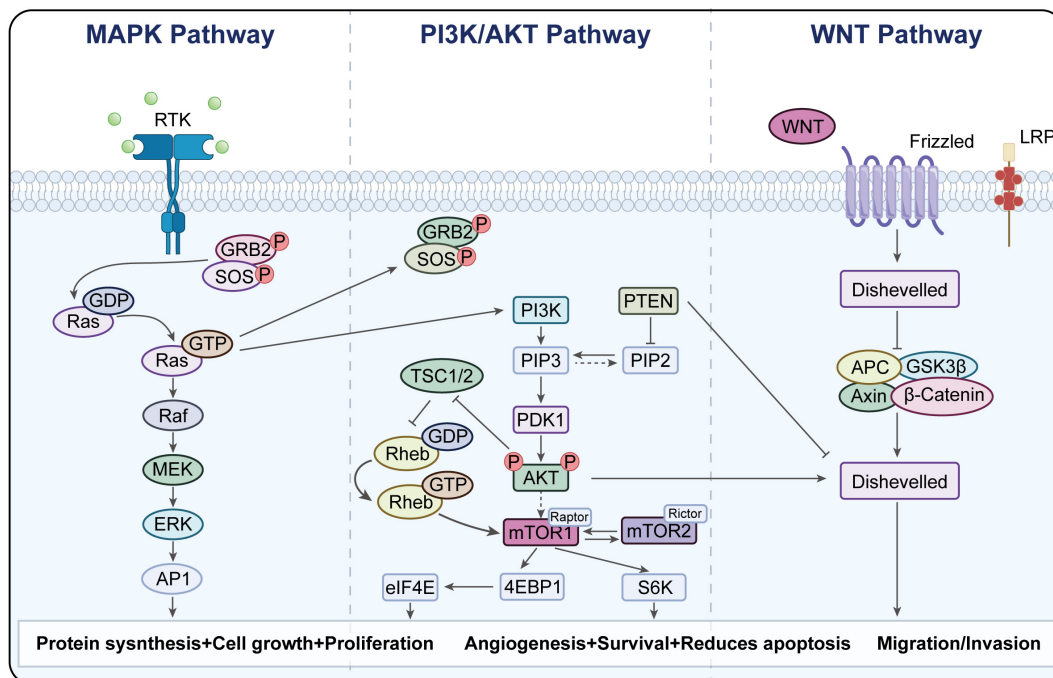 MAPK Pathway
PI3K/AKT Pathway
WNT Pathway
RTK
WNT
Frizzled
LRP
GRB2
P
SOS
P
GRB2
P
SOS
P
Dishevelled
GDP
Ras
GTP
Ras
PI3K
PTEN
PIP3
PIP2
TSC1/2
APC
GSK3β
Axin
β-Catenin
Raf
PDK1
Rheb
GDP
MEK
P
P
AKT
Dishevelled
Rheb
GTP
ERK
Raptor
mTOR1
Rictor
mTOR2
AP1
eIF4E
4EBP1
S6K
Protein sysnthesis+Cell growth+Proliferation
Angiogenesis+Survival+Reduces apoptosis
Migration/Invasion